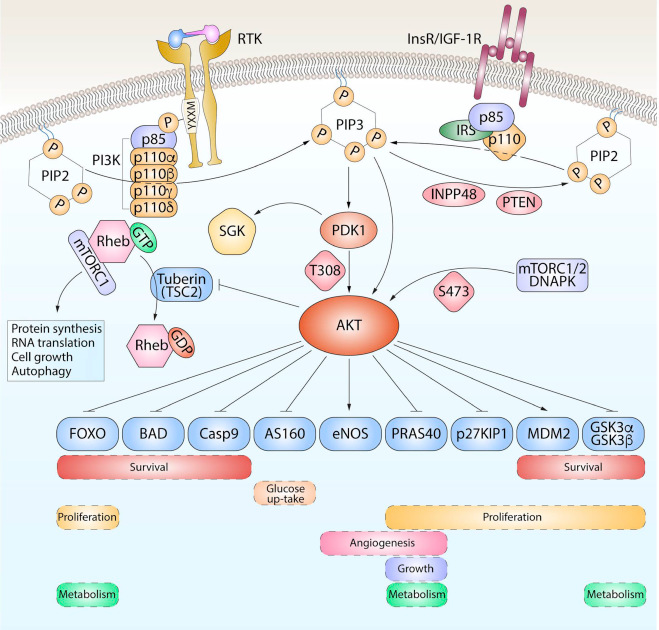 RTK
InsR/IGF-1R
YXXM
P
P
P
P
P
P
P
P
P
PIP2
PI3K
p85
p110α
p110β
p110γ
p110δ
PIP3
IRS
p85
p110
PIP2
INPP48
PTEN
SGK
PDK1
Rheb
GTP
mTORC1
Tuberin
(TSC2)
T308
S473
mTORC1/2
DNAPK
Rheb
GDP
AKT
Protein synthesis
RNA translation
Cell growth
Autophagy
FOXO
BAD
Casp9
AS160
eNOS
PRAS40
p27KIP1
MDM2
GSK3α
GSK3β
Survival
Survival
Glucose
up-take
Proliferation
Proliferation
Angiogenesis
Growth
Metabolism
Metabolism
Metabolism